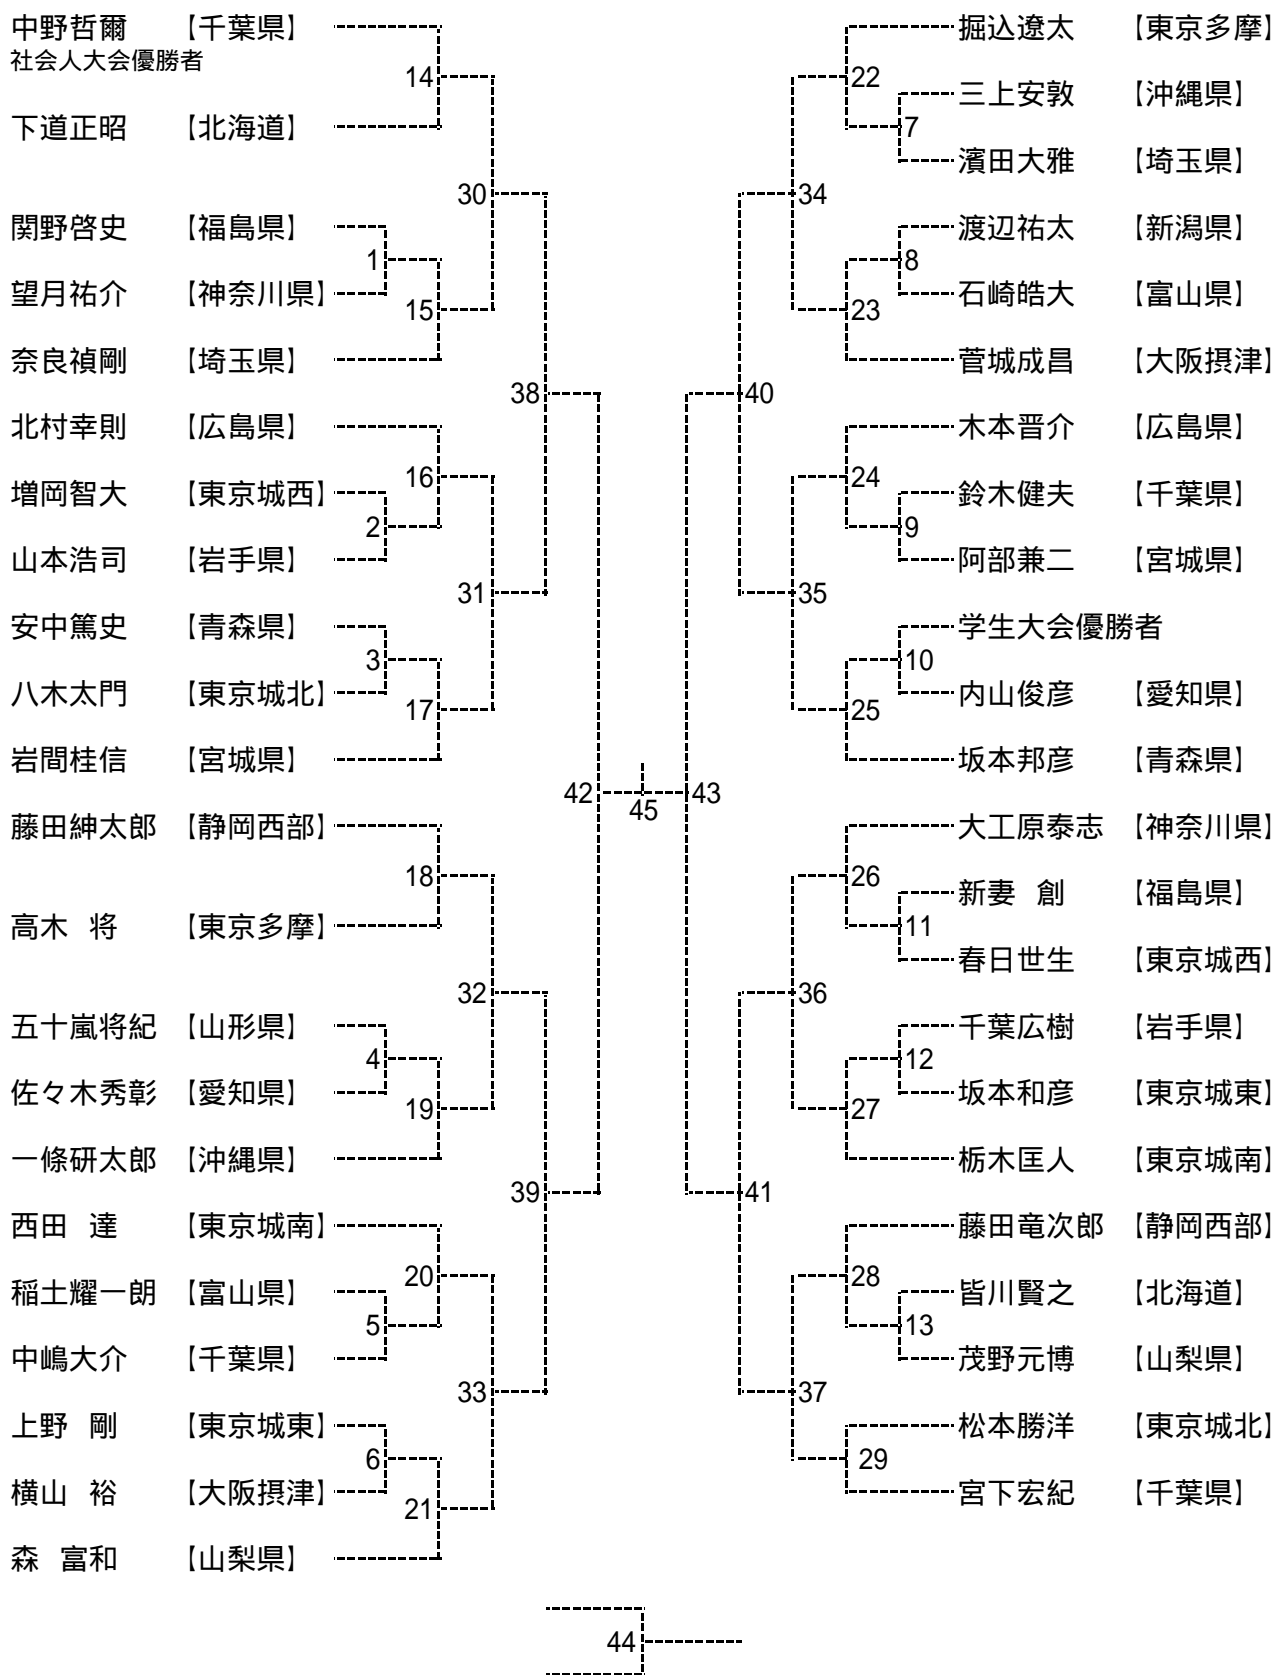 中野哲爾 【千葉県】
社会人大会優勝者
14
下道正昭 【北海道】
30
関野啓史 【福島県】
1
望月祐介 【神奈川県】
15
奈良禎剛 【埼玉県】
38
北村幸則 【広島県】
16
増岡智大 【東京城西】
2
山本浩司 【岩手県】
31
安中篤史 【青森県】
3
八木太門 【東京城北】
17
岩間桂信 【宮城県】
42
藤田紳太郎 【静岡西部】
18
高木 将 【東京多摩】
32
五十嵐将紀 【山形県】
4
佐々木秀彰 【愛知県】
19
一條研太郎 【沖縄県】
39
西田 達 【東京城南】
20
稲土耀一朗 【富山県】
5
中嶋大介 【千葉県】
33
上野 剛 【東京城東】
6
横山 裕 【大阪摂津】
21
森 富和 【山梨県】
45
掘込遼太 【東京多摩】
22
三上安敦 【沖縄県】
7
濱田大雅 【埼玉県】
34
渡辺祐太 【新潟県】
8
石崎皓大 【富山県】
23
菅城成昌 【大阪摂津】
40
木本晋介 【広島県】
24
鈴木健夫 【千葉県】
9
阿部兼二 【宮城県】
35
学生大会優勝者
10
内山俊彦 【愛知県】
25
坂本邦彦 【青森県】
43
大工原泰志 【神奈川県】
26
新妻 創 【福島県】
11
春日世生 【東京城西】
36
千葉広樹 【岩手県】
12
坂本和彦 【東京城東】
27
栃木匡人 【東京城南】
41
藤田竜次郎 【静岡西部】
28
皆川賢之 【北海道】
13
茂野元博 【山梨県】
37
松本勝洋 【東京城北】
29
宮下宏紀 【千葉県】
44